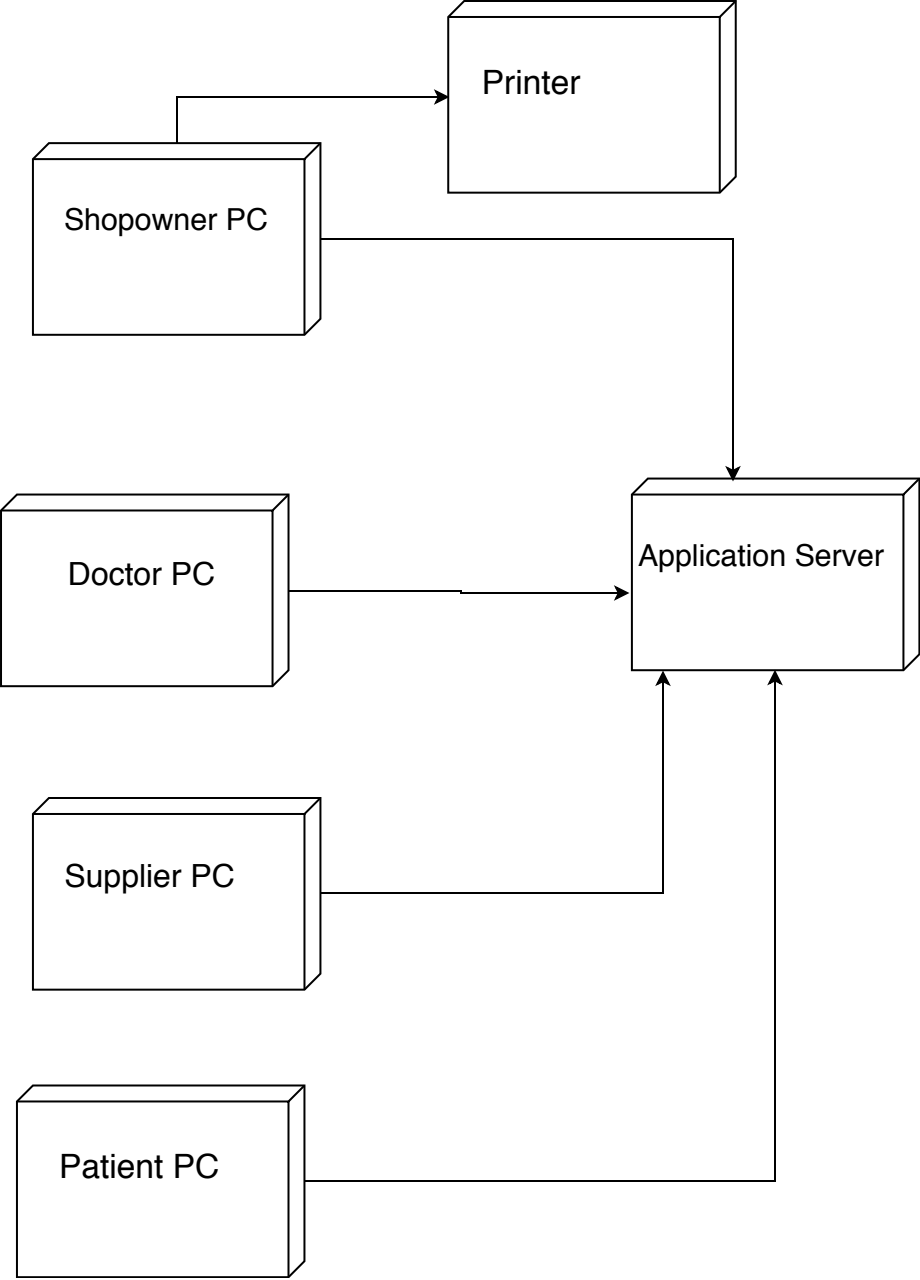 Printer
Shopowner PC
Application Server
Doctor PC
Supplier PC
Patient PC